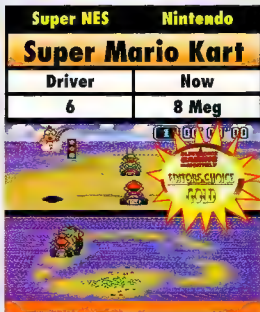 Super NES Nintendo
Super Mario Kart
Driver Now
6 8 Meg
EDITORS' CHOICE
GOLD